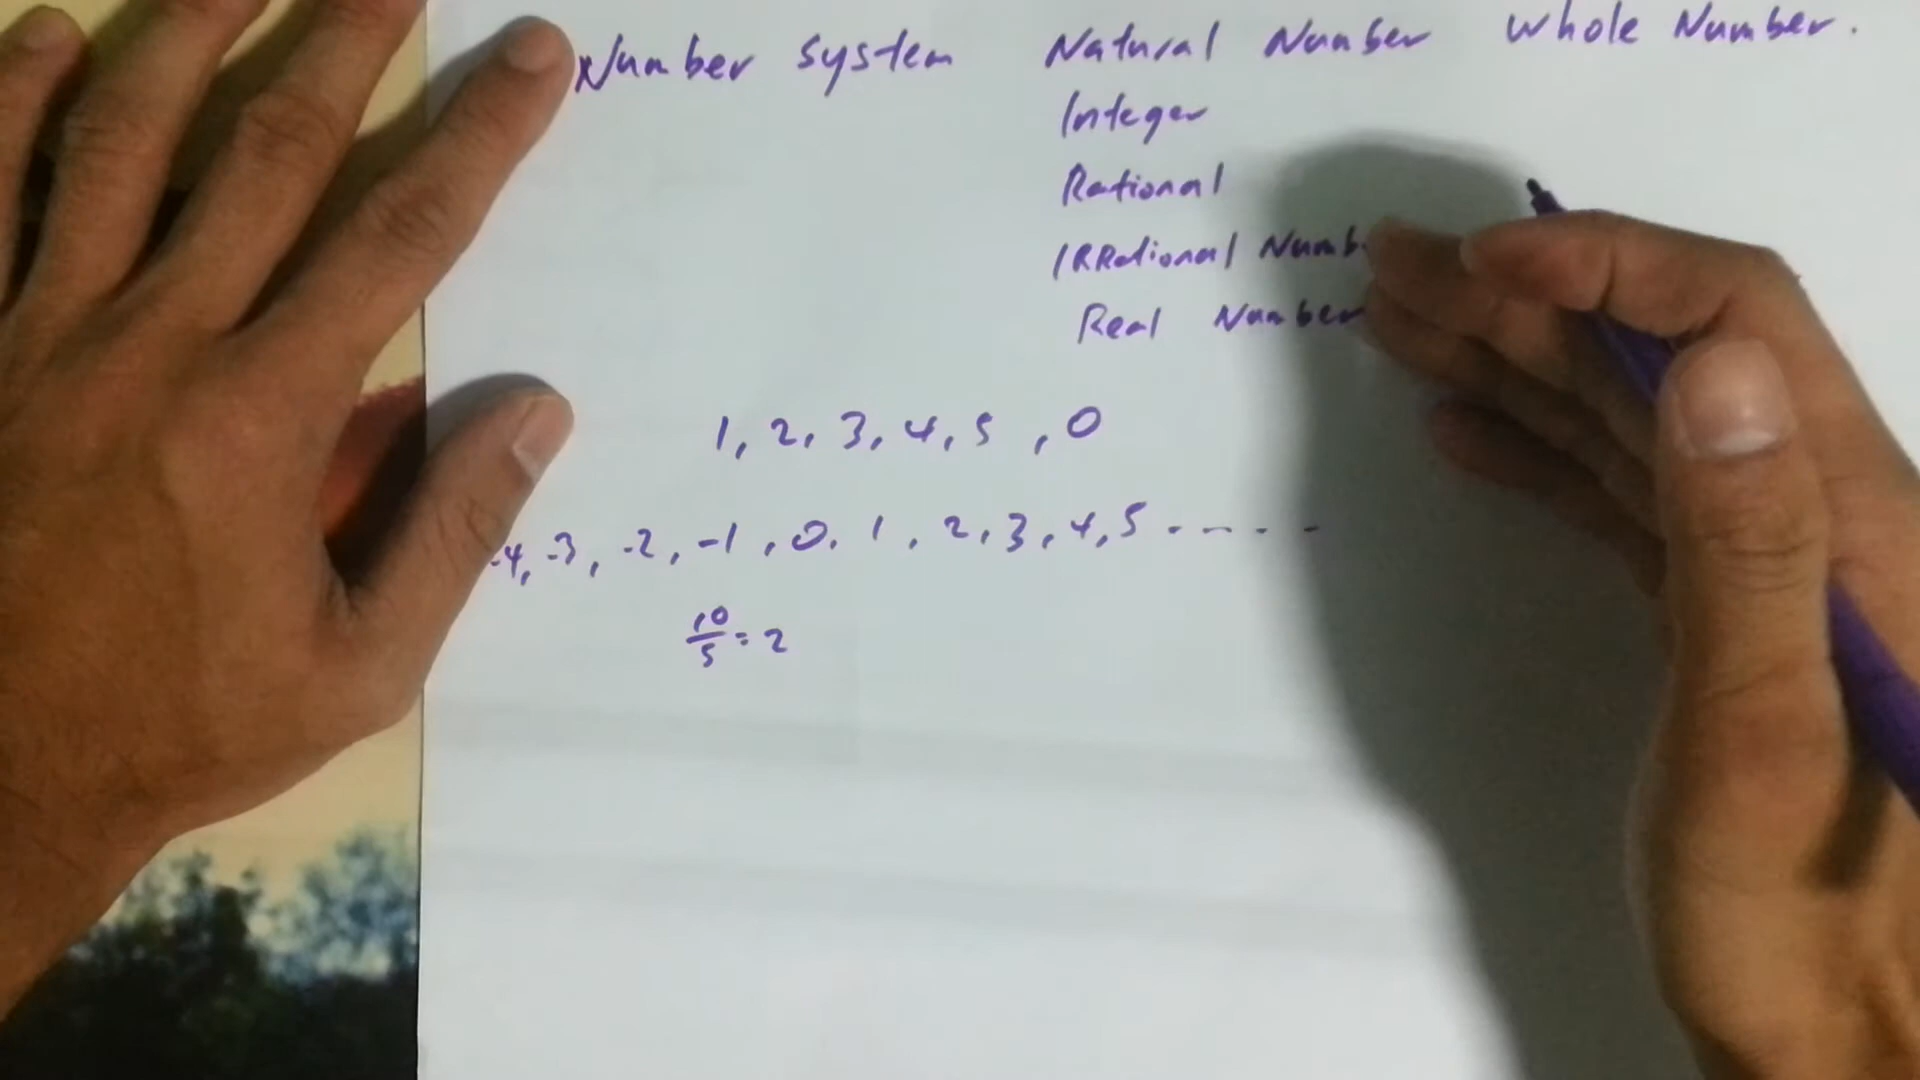 Number System Natural Number Whole Number.
Integer
Rational
IRRational Numb
Real Number
1, 2, 3, 4, 5 , 0
-4, -3, -2, -1, 0, 1, 2, 3, 4, 5 - - - -
10/5 = 2